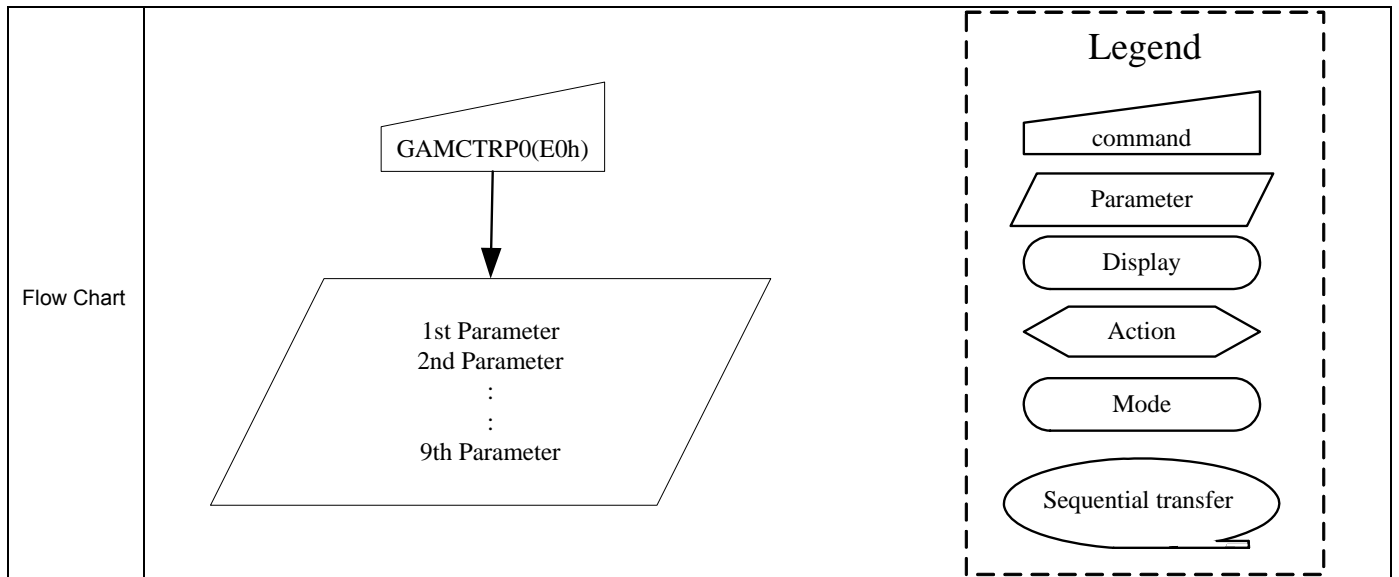 Flow Chart
GAMCTRP0(E0h)
1st Parameter
2nd Parameter
:
:
9th Parameter
Legend
command
Parameter
Display
Action
Mode
Sequential transfer